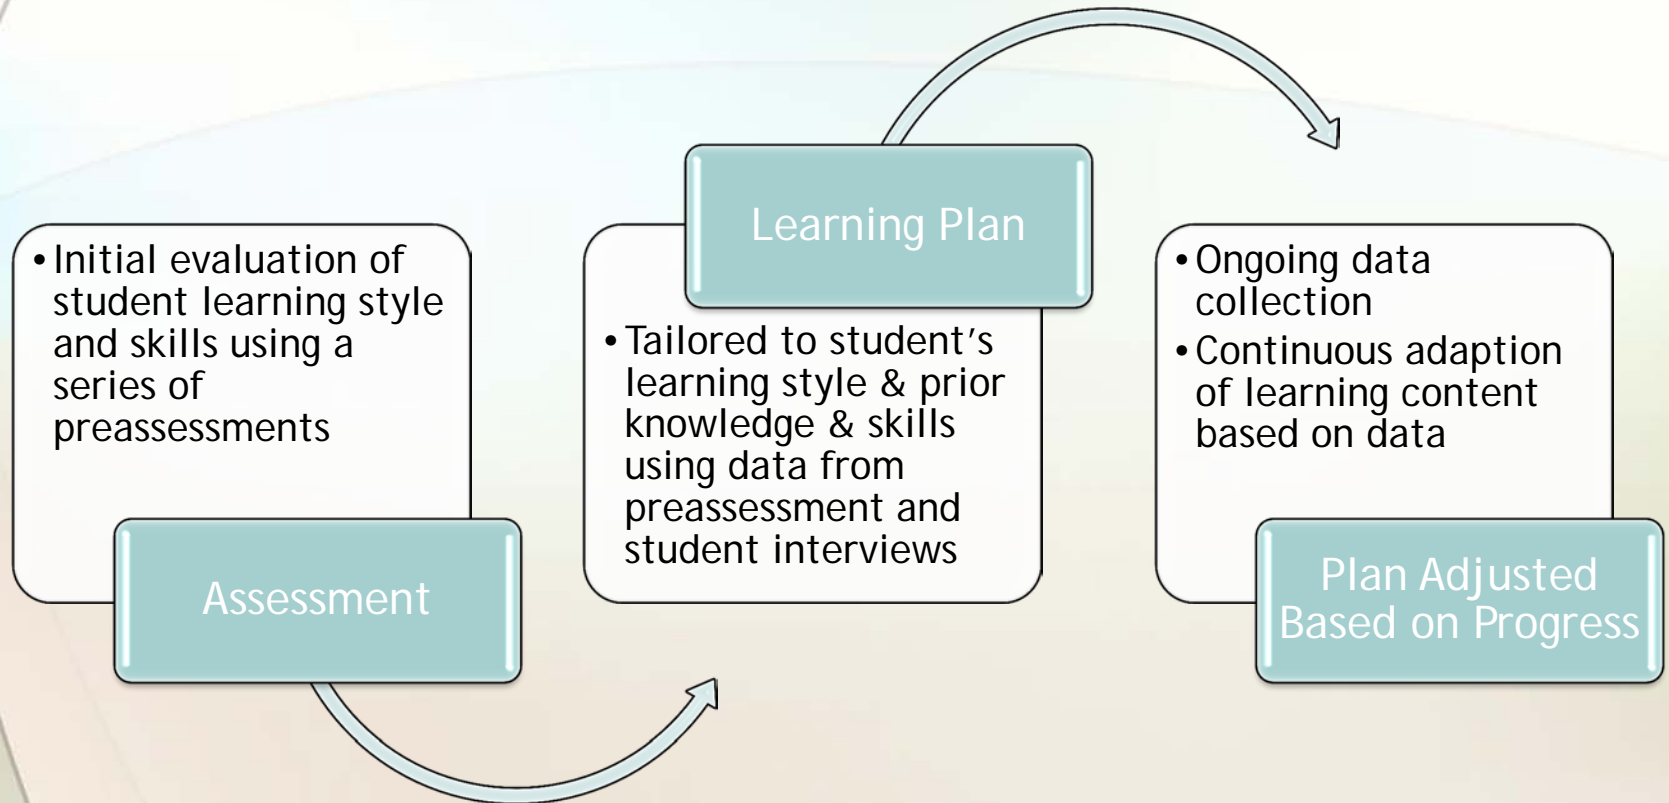 • Initial evaluation of
student learning style
and skills using a
series of
preassessments
Assessment
Learning Plan
• Tailored to student’s
learning style & prior
knowledge & skills
using data from
preassessment and
student interviews
• Ongoing data
collection
• Continuous adaption
of learning content
based on data
Plan Adjusted
Based on Progress